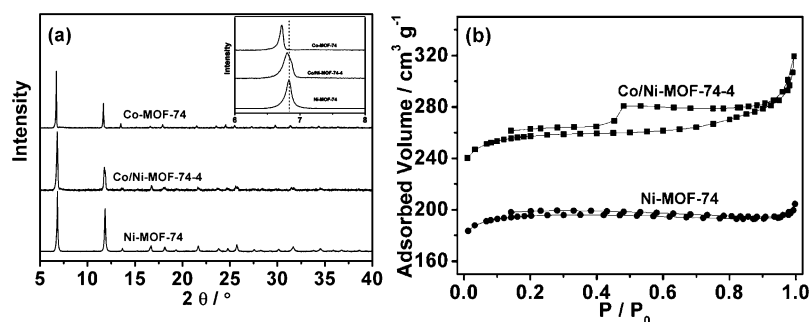 (a)
Intensity
Co-MOF-74
Co/Ni-MOF-74-4
Ni-MOF-74
5 10 15 20 25 30 35 40
2 θ / °
Intensity
Co-MOF-74
Co/Ni-MOF-74-4
Ni-MOF-74
6 7 8
(b)
Adsorbed Volume / cm³ g⁻¹
320
280
240
200
160
Co/Ni-MOF-74-4
Ni-MOF-74
0.0 0.2 0.4 0.6 0.8 1.0
P / P₀